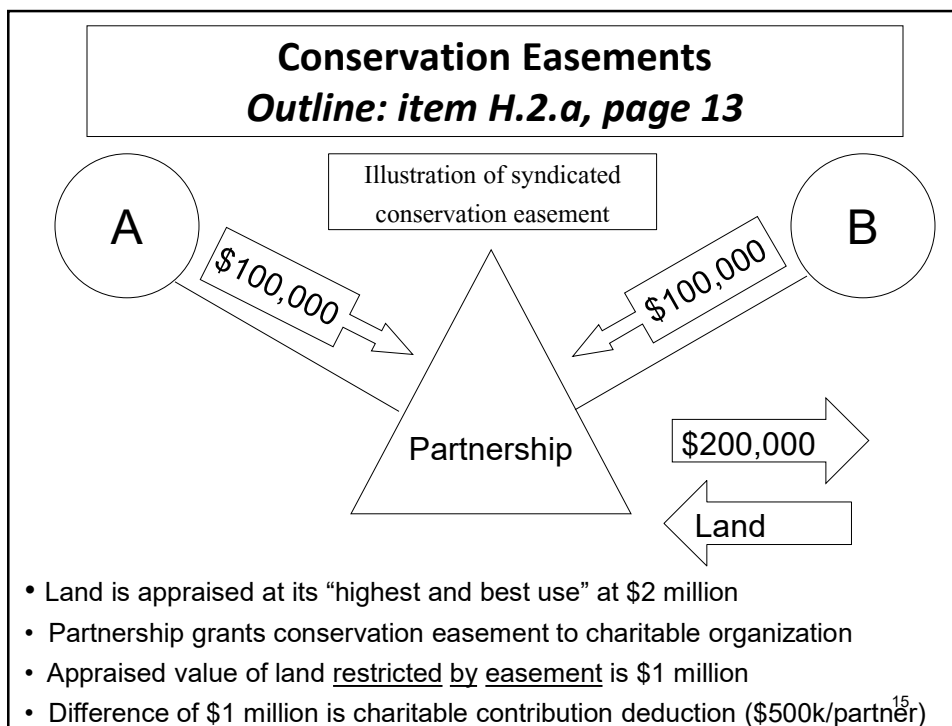 Conservation Easements
Outline: item H.2.a, page 13
Illustration of syndicated
conservation easement
A
B
$100,000
$100,000
Partnership
$200,000
Land
• Land is appraised at its “highest and best use” at $2 million
• Partnership grants conservation easement to charitable organization
• Appraised value of land restricted by easement is $1 million
• Difference of $1 million is charitable contribution deduction ($500k/partner)
15